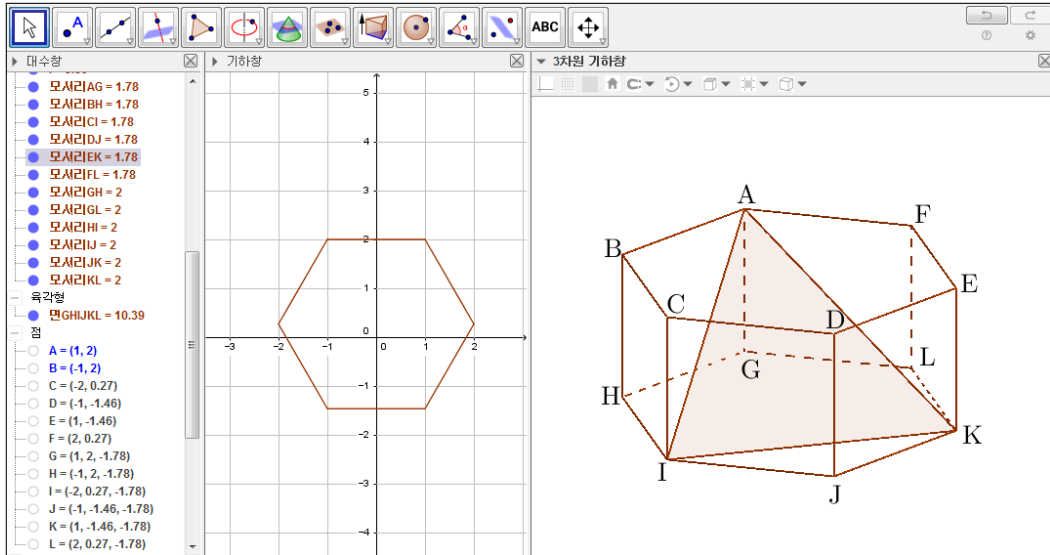 A
α
ABC
대수창
기하창
3차원 기하창
모서리AG = 1.78
모서리BH = 1.78
모서리CI = 1.78
모서리DJ = 1.78
모서리EK = 1.78
모서리FL = 1.78
모서리GH = 2
모서리GL = 2
모서리HI = 2
모서리IJ = 2
모서리JK = 2
모서리KL = 2
육각형
면GHIJKL = 10.39
점
A = (1, 2)
B = (-1, 2)
C = (-2, 0.27)
D = (-1, -1.46)
E = (1, -1.46)
F = (2, 0.27)
G = (1, 2, -1.78)
H = (-1, 2, -1.78)
I = (-2, 0.27, -1.78)
J = (-1, -1.46, -1.78)
K = (1, -1.46, -1.78)
L = (2, 0.27, -1.78)
5
4
3
2
1
0
-3 -2 -1 0 1 2 3
-1
-2
-3
-4
A
F
B
E
C
D
G
L
H
K
I
J